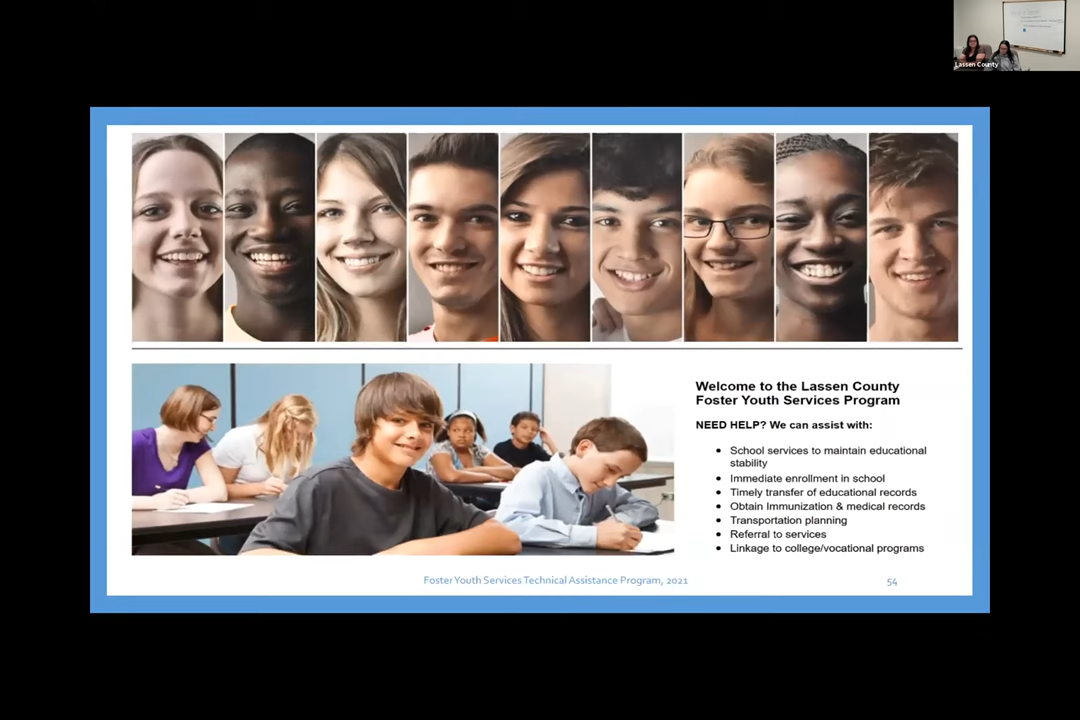 Lassen County
Welcome to the Lassen County
Foster Youth Services Program
NEED HELP? We can assist with:
• School services to maintain educational
stability
• Immediate enrollment in school
• Timely transfer of educational records
• Obtain Immunization & medical records
• Transportation planning
• Referral to services
• Linkage to college/vocational programs
Foster Youth Services Technical Assistance Program, 2021
54